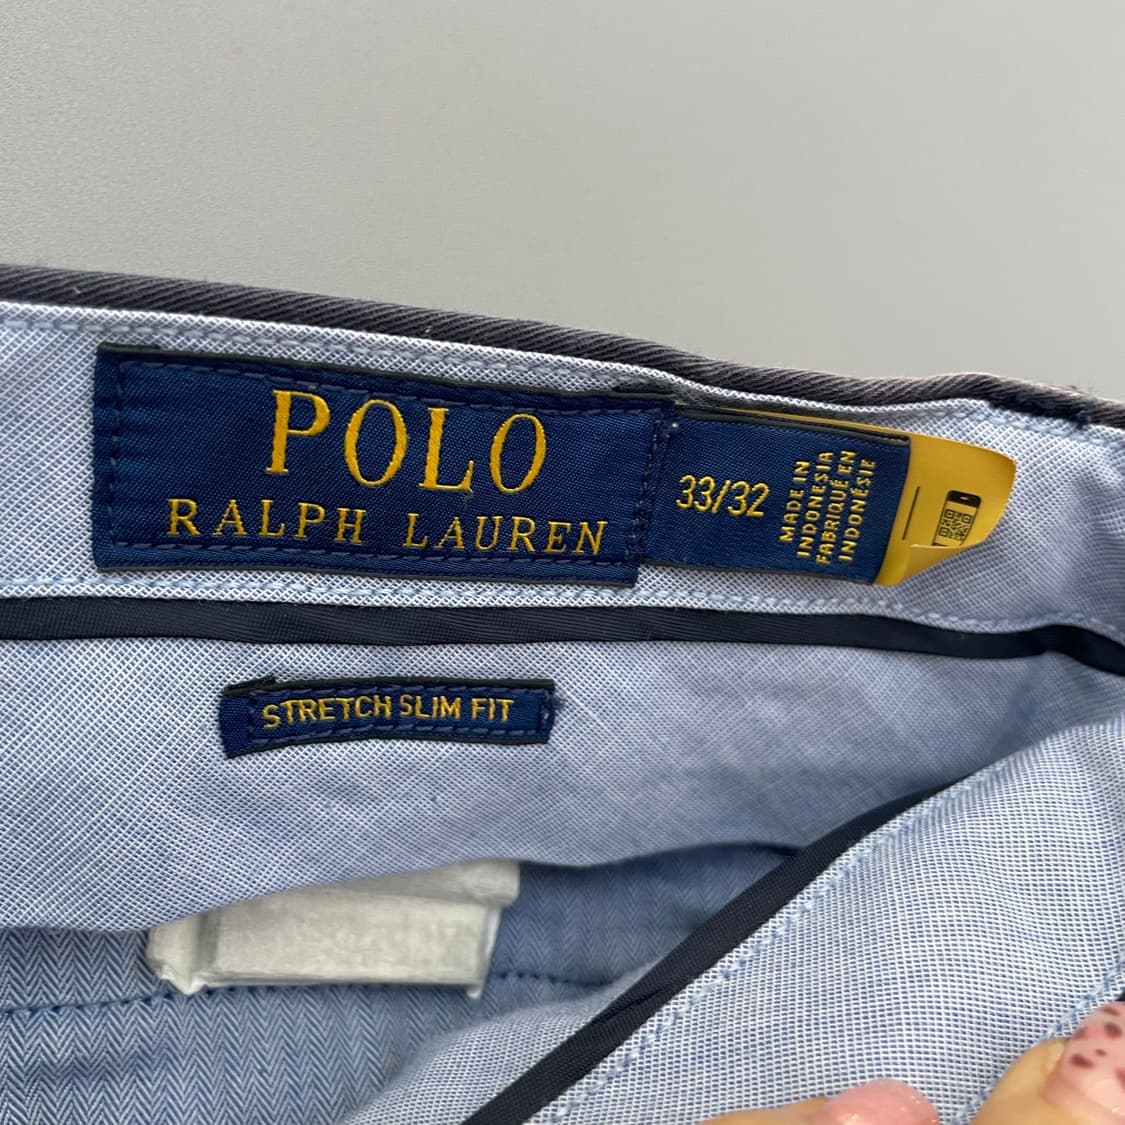 POLO
RALPH LAUREN
33/32
MADE IN
INDONESIA
FABRIQUÉ EN
INDONÉSIE
STRETCH SLIM FIT